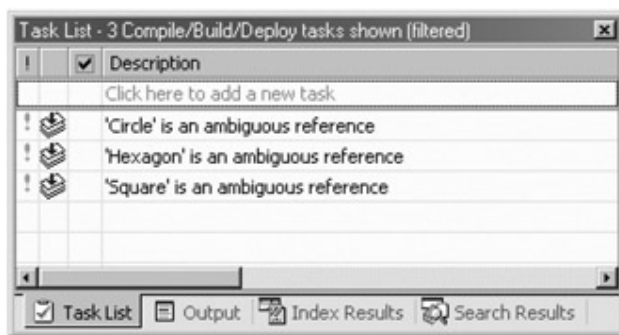 Task List - 3 Compile/Build/Deploy tasks shown (filtered)
! Description
Click here to add a new task
! 'Circle' is an ambiguous reference
! 'Hexagon' is an ambiguous reference
! 'Square' is an ambiguous reference
Task List Output Index Results Search Results